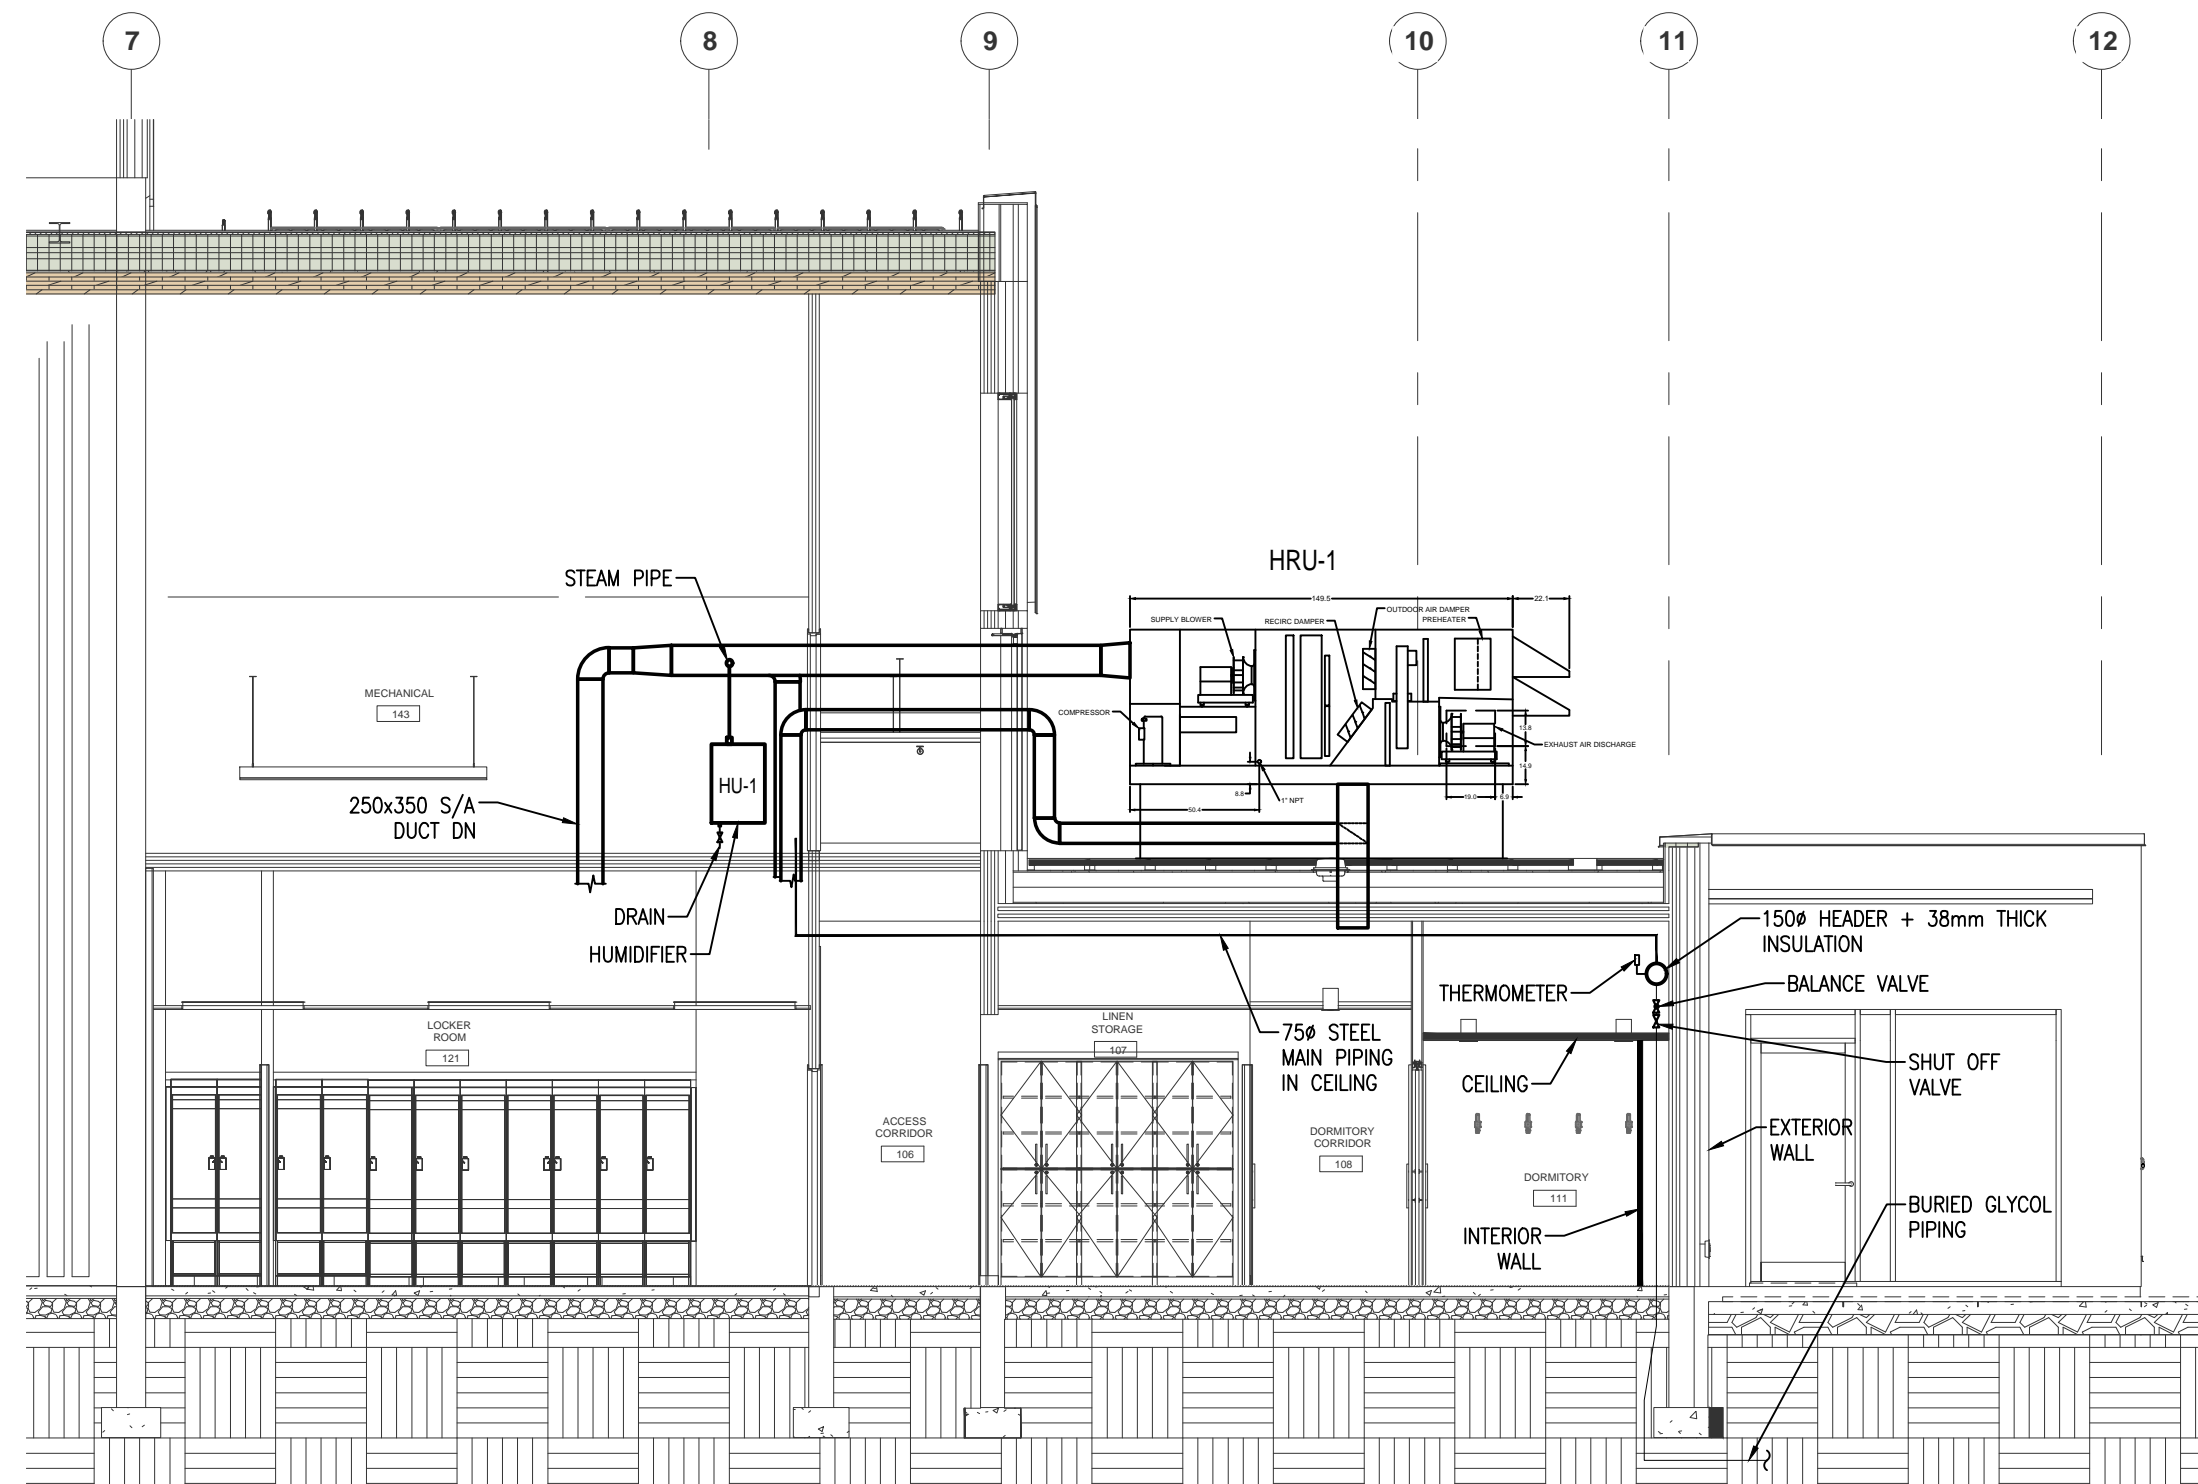 7
8
9
10
11
12
HRU-1
STEAM PIPE
149.5
22.1
OUTDOOR AIR DAMPER
SUPPLY BLOWER
RECIRC DAMPER
PREHEATER
MECHANICAL
143
COMPRESSOR
13.8
EXHAUST AIR DISCHARGE
14.9
HU-1
8.8
1" NPT
19.0
6.9
50.4
250x350 S/A
DUCT DN
DRAIN
HUMIDIFIER
150ø HEADER + 38mm THICK
INSULATION
THERMOMETER
BALANCE VALVE
LOCKER
ROOM
121
LINEN
STORAGE
107
75ø STEEL
MAIN PIPING
IN CEILING
CEILING
SHUT OFF
VALVE
ACCESS
CORRIDOR
106
DORMITORY
CORRIDOR
108
EXTERIOR
WALL
DORMITORY
111
INTERIOR
WALL
BURIED GLYCOL
PIPING